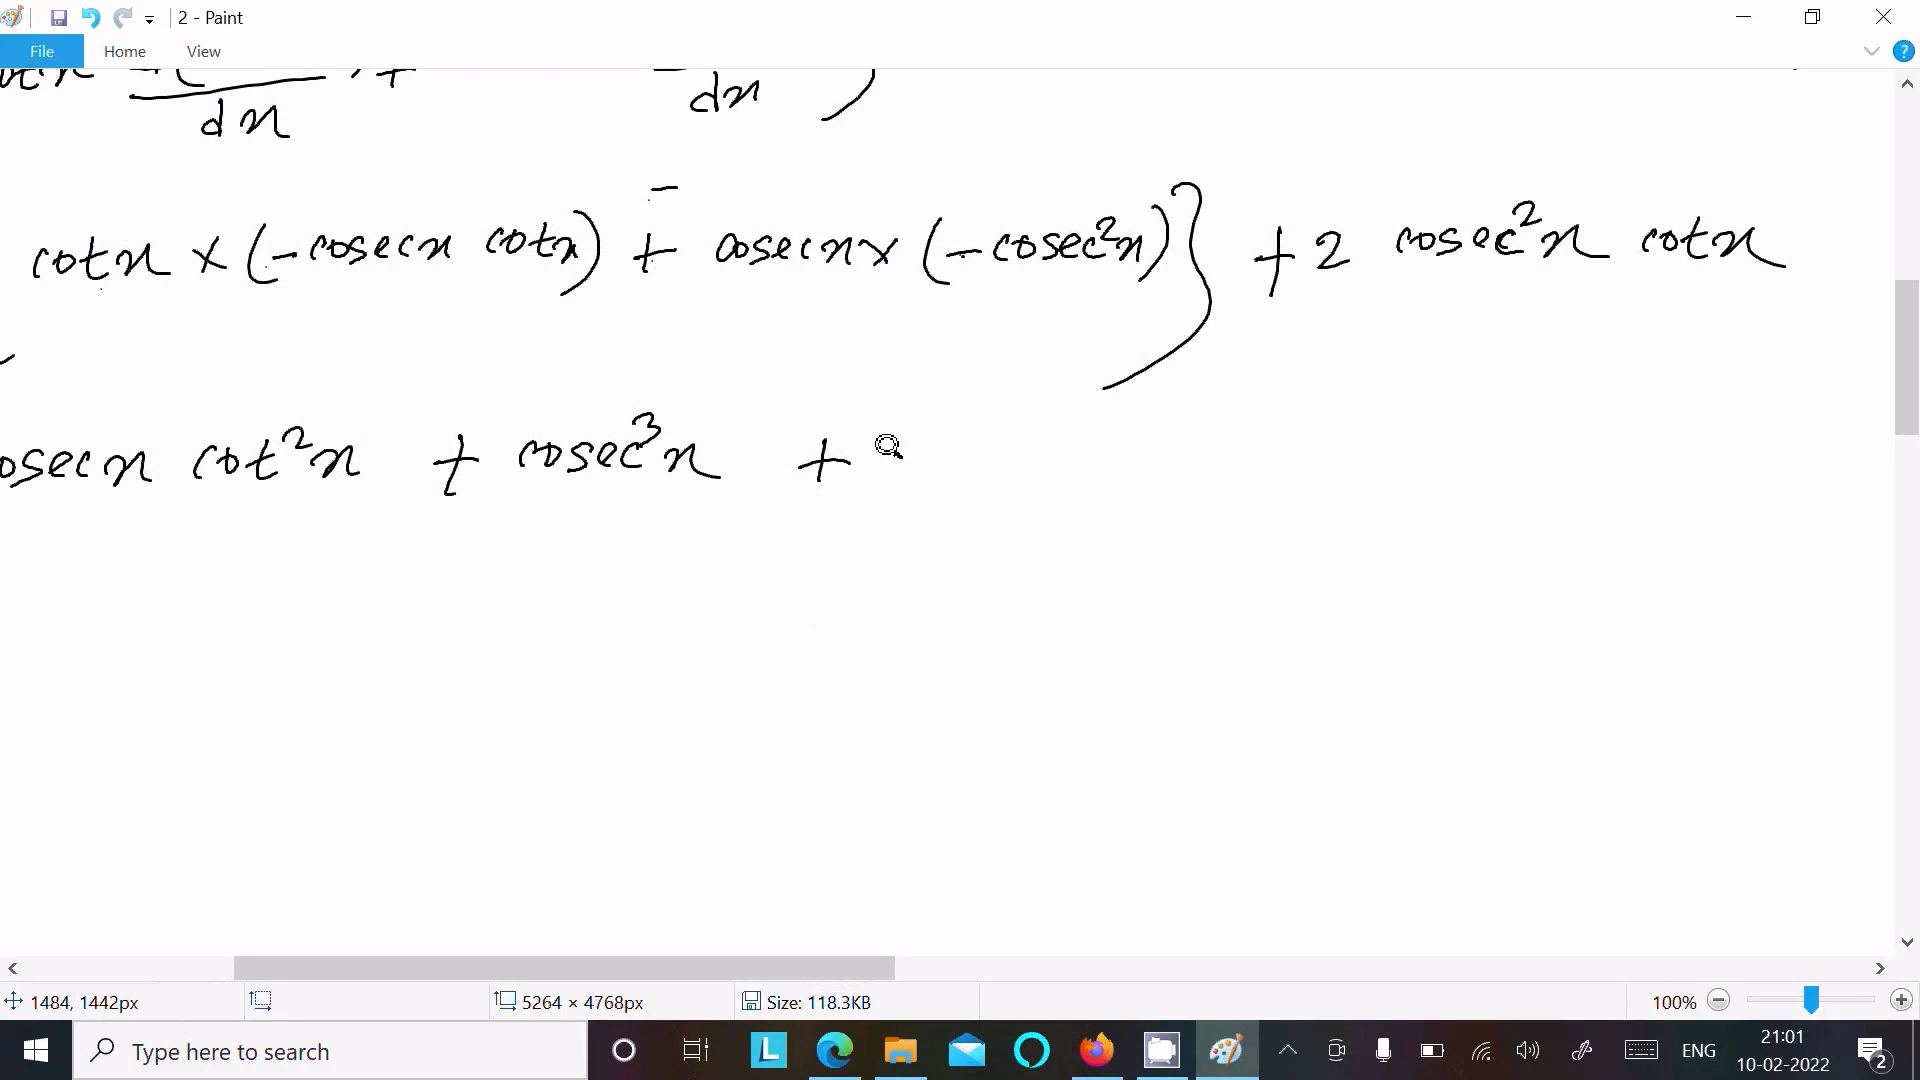 2 - Paint
File Home View
dx dx
cotx × (-cosecx cotx) + cosecx × (-cosec²x)} + 2 cosec²x cotx
osecx cot²x + cosec³x +
1484, 1442px 5264 × 4768px Size: 118.3KB 100%
Type here to search L ENG 21:01
10-02-2022 2